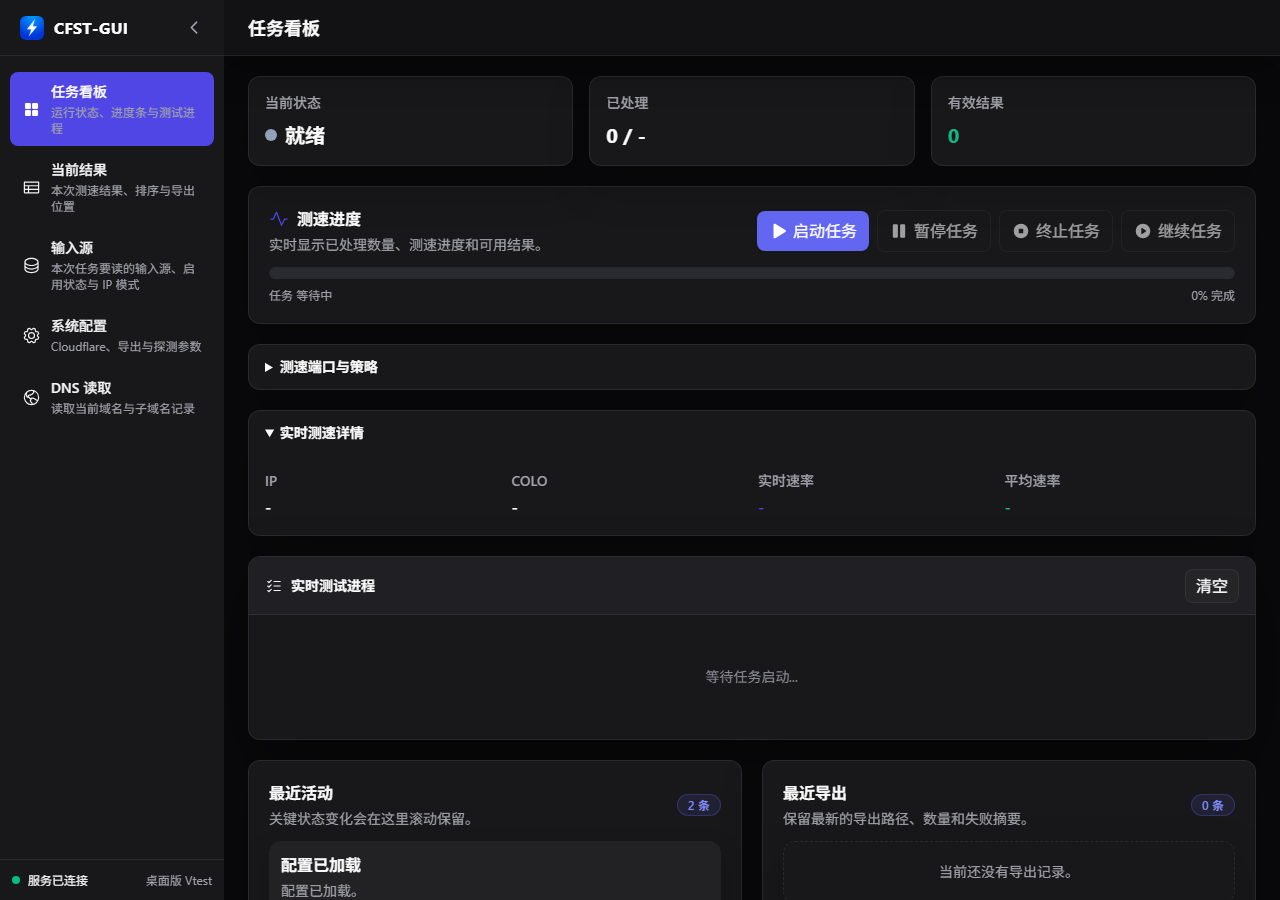 CFST-GUI
任务看板
运行状态、进度条与测试进
程
当前结果
本次测速结果、排序与导出
位置
输入源
本次任务要读的输入源、启
用状态与 IP 模式
系统配置
Cloudflare、导出与探测参数
DNS 读取
读取当前域名与子域名记录
服务已连接
桌面版 Vtest
任务看板
当前状态
就绪
已处理
0 / -
有效结果
0
测速进度
实时显示已处理数量、测速进度和可用结果。
启动任务
暂停任务
终止任务
继续任务
任务 等待中
0% 完成
测速端口与策略
实时测速详情
IP
COLO
实时速率
平均速率
-
-
-
-
实时测试进程
清空
等待任务启动...
最近活动
关键状态变化会在这里滚动保留。
2 条
配置已加载
配置已加载。
最近导出
保留最新的导出路径、数量和失败摘要。
0 条
当前还没有导出记录。